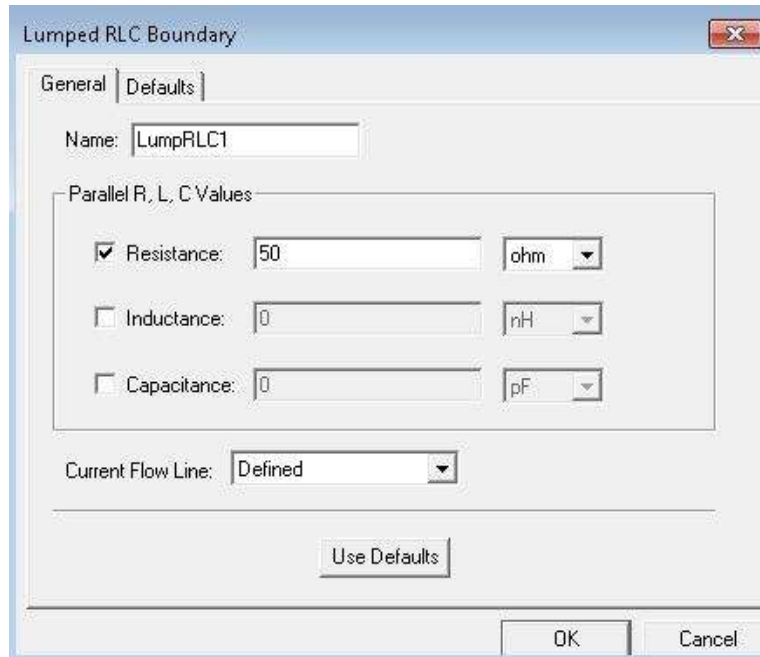 Lumped RLC Boundary
General Defaults
Name: LumpRLC1
Parallel R, L, C Values
Resistance: 50 ohm
Inductance: 0 nH
Capacitance: 0 pF
Current Flow Line: Defined
Use Defaults
OK Cancel